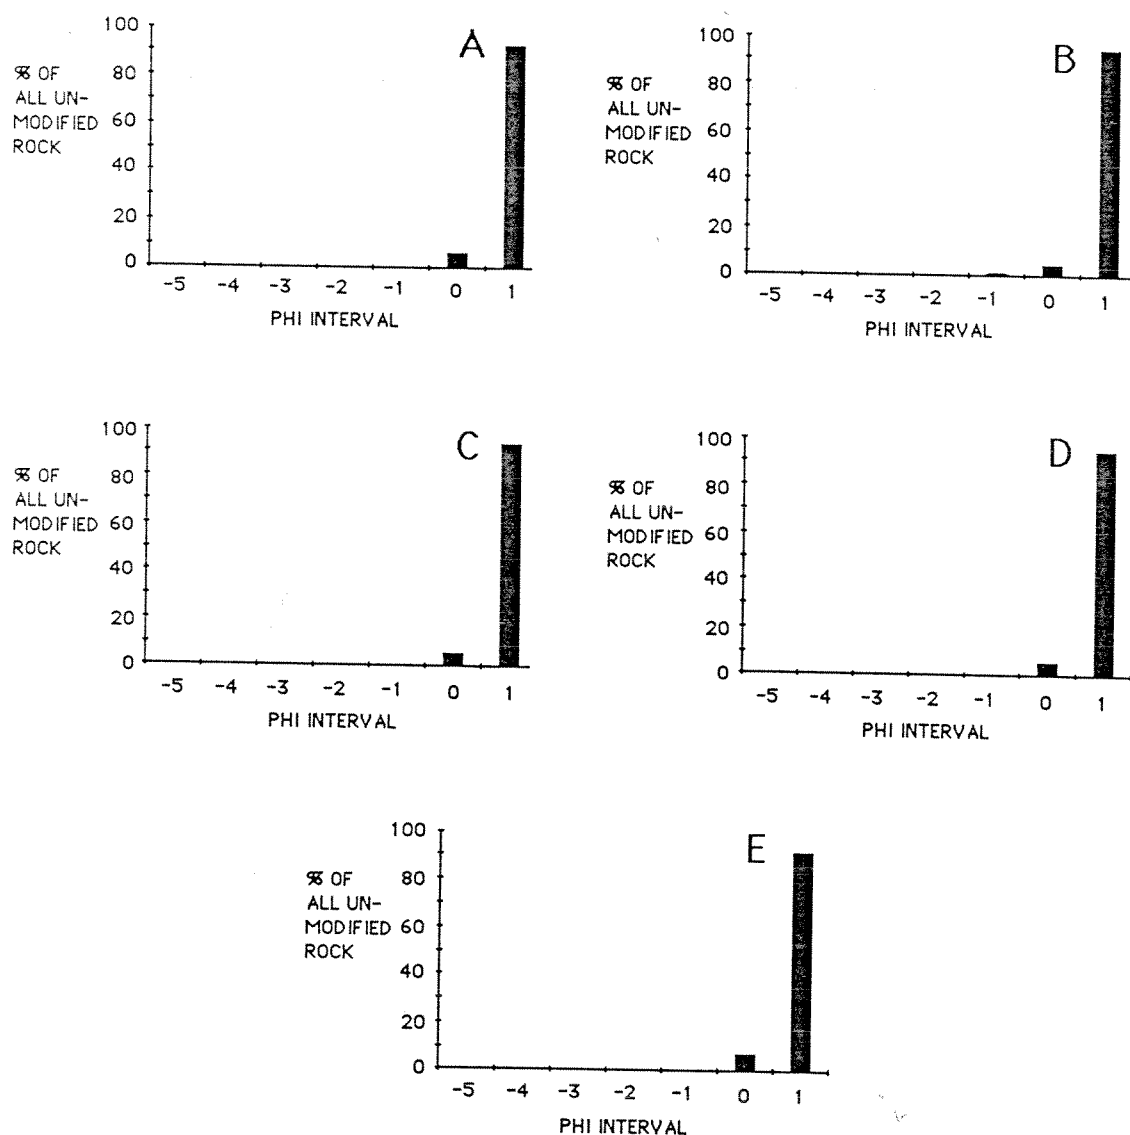 A
100
80
60
40
20
0
% OF
ALL UN-
MODIFIED
ROCK
-5 -4 -3 -2 -1 0 1
PHI INTERVAL
B
100
80
60
40
20
0
% OF
ALL UN-
MODIFIED
ROCK
-5 -4 -3 -2 -1 0 1
PHI INTERVAL
C
100
80
60
40
20
0
% OF
ALL UN-
MODIFIED
ROCK
-5 -4 -3 -2 -1 0 1
PHI INTERVAL
D
100
80
60
40
20
0
% OF
ALL UN-
MODIFIED
ROCK
-5 -4 -3 -2 -1 0 1
PHI INTERVAL
E
100
80
60
40
20
0
% OF
ALL UN-
MODIFIED
ROCK
-5 -4 -3 -2 -1 0 1
PHI INTERVAL